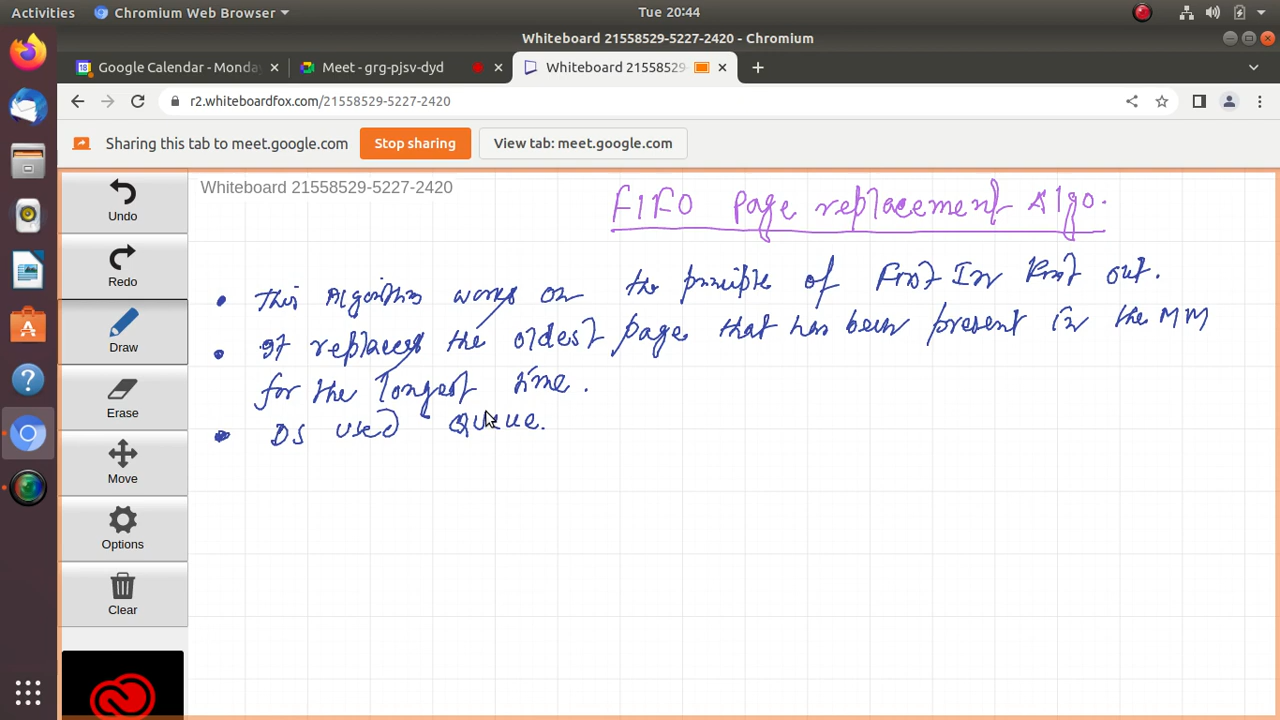 Activities Chromium Web Browser Tue 20:44
Whiteboard 21558529-5227-2420 - Chromium
Google Calendar - Monday Meet - grg-pjsv-dyd Whiteboard 21558529
r2.whiteboardfox.com/21558529-5227-2420
Sharing this tab to meet.google.com Stop sharing View tab: meet.google.com
Whiteboard 21558529-5227-2420
FIFO Page replacement Algo.
Undo
Redo
Draw
Erase
Move
Options
Clear
• This Algorithm works on the principle of First In First out.
• It replaces the oldest page that has been present in the MM
for the longest time.
• DS used Queue.